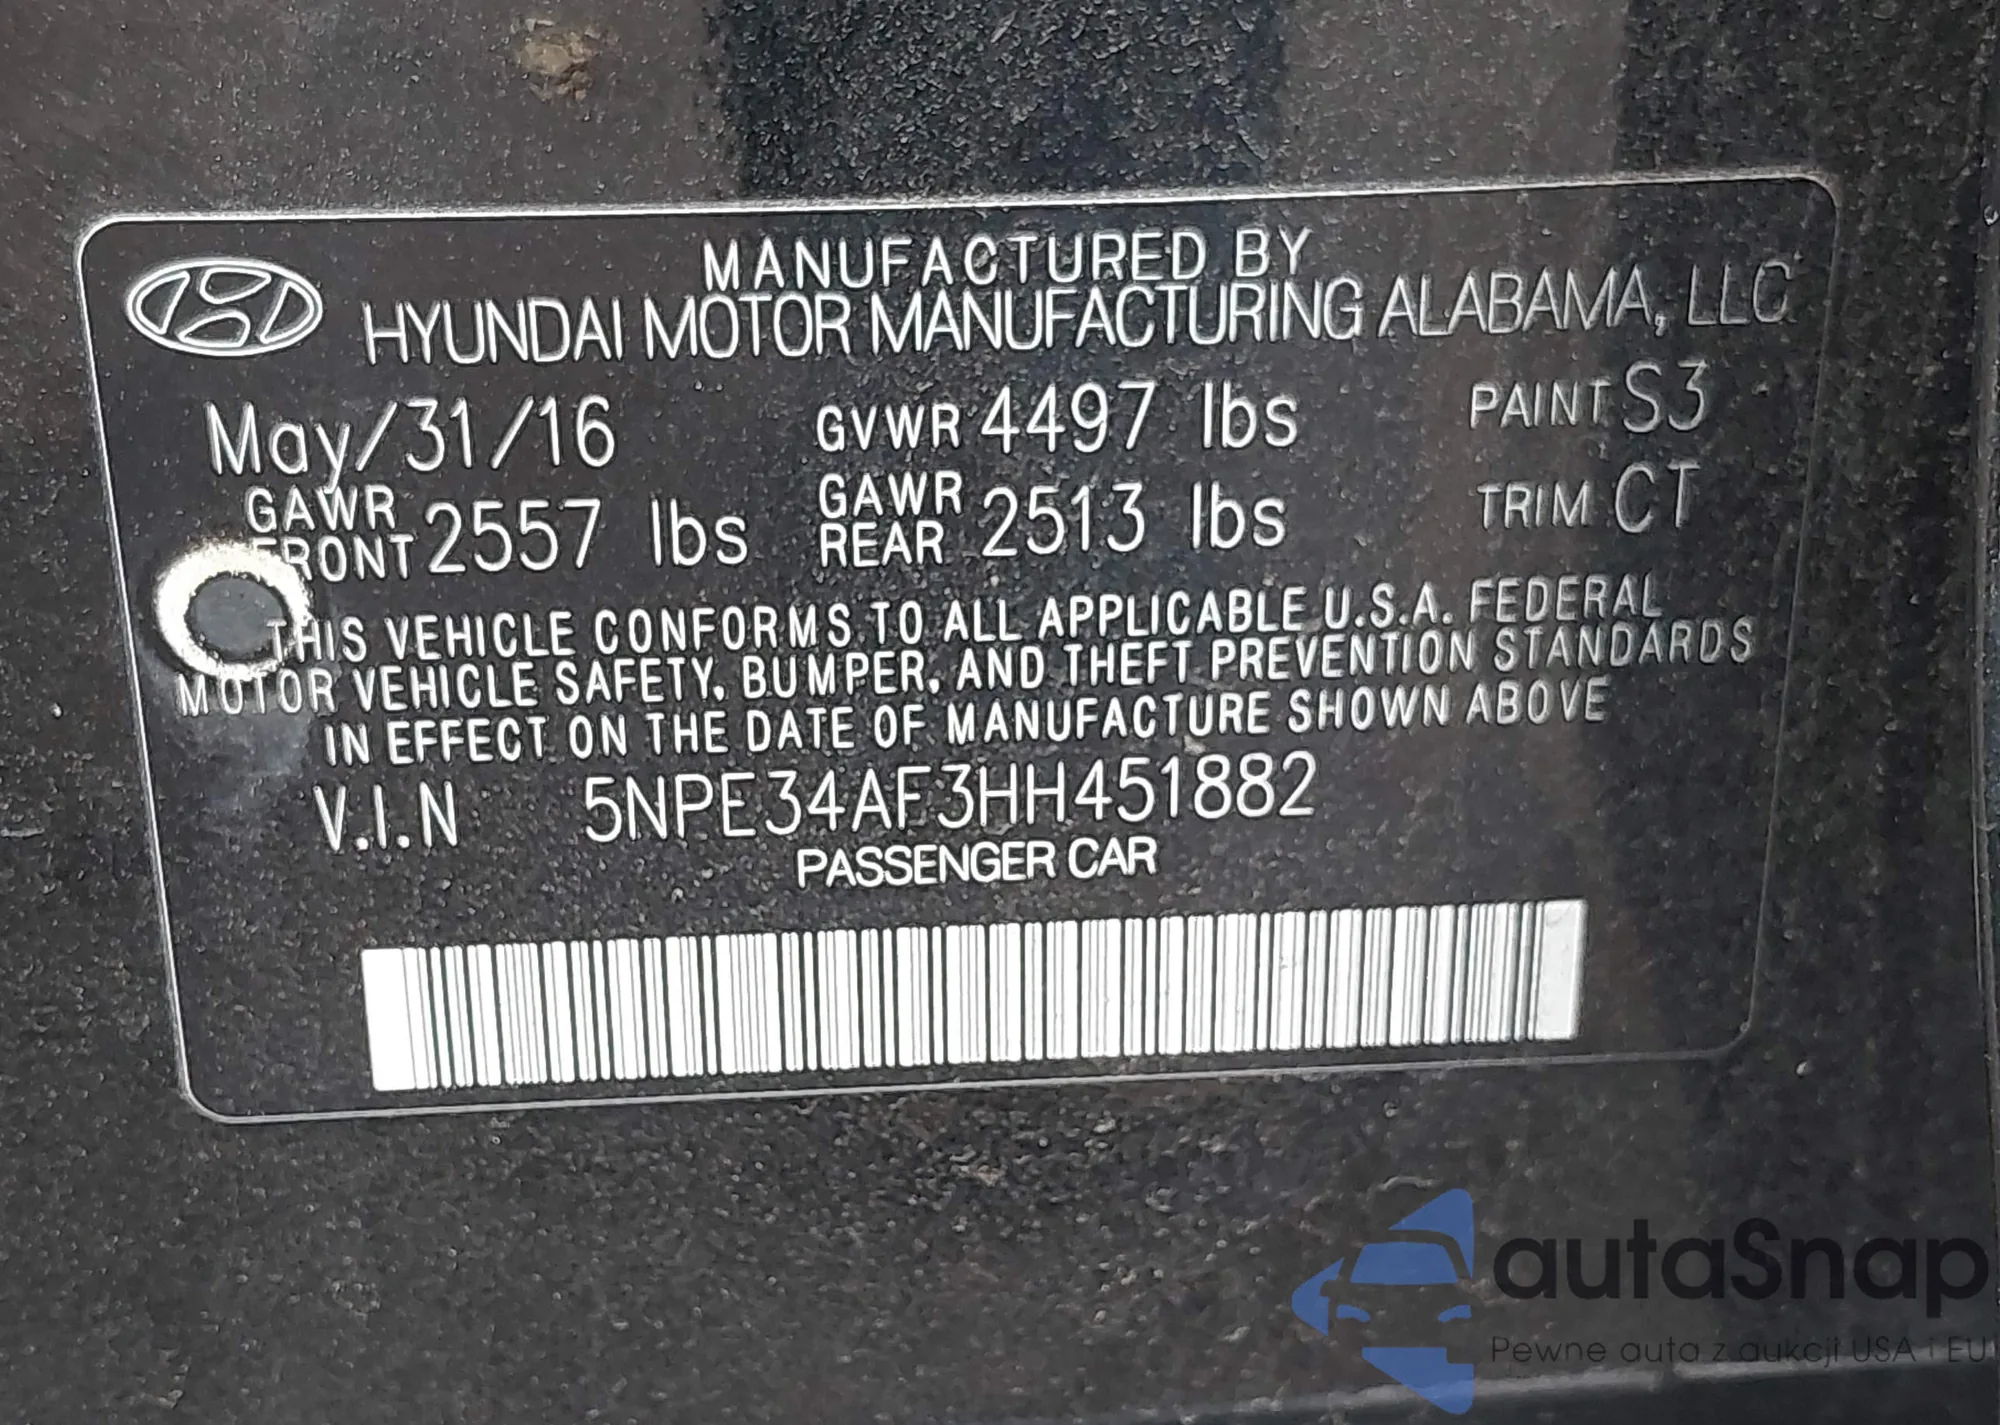 MANUFACTURED BY
HYUNDAI MOTOR MANUFACTURING ALABAMA, LLC
May/31/16 GVWR 4497 lbs PAINT S3
GAWR FRONT 2557 lbs GAWR REAR 2513 lbs TRIM CT
THIS VEHICLE CONFORMS TO ALL APPLICABLE U.S.A. FEDERAL
MOTOR VEHICLE SAFETY, BUMPER, AND THEFT PREVENTION STANDARDS
IN EFFECT ON THE DATE OF MANUFACTURE SHOWN ABOVE
V.I.N 5NPE34AF3HH451882
PASSENGER CAR
autaSnap
Pewne auta z aukcji USA i EU